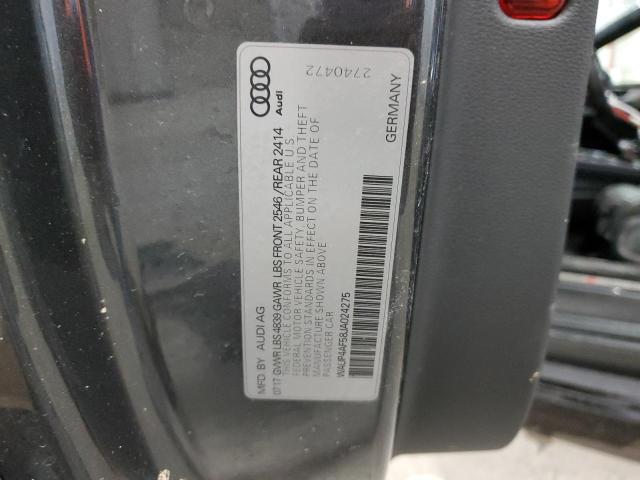 Audi
2740472
MFD. BY AUDI AG
07/17 GVWR LBS 4839 GAWR LBS FRONT 2546 /REAR 2414
THIS VEHICLE CONFORMS TO ALL APPLICABLE U S
FEDERAL MOTOR VEHICLE SAFETY, BUMPER AND THEFT
PREVENTION STANDARDS IN EFFECT ON THE DATE OF
MANUFACTURE SHOWN ABOVE
PASSENGER CAR
WAUP4AF58JA024275
GERMANY